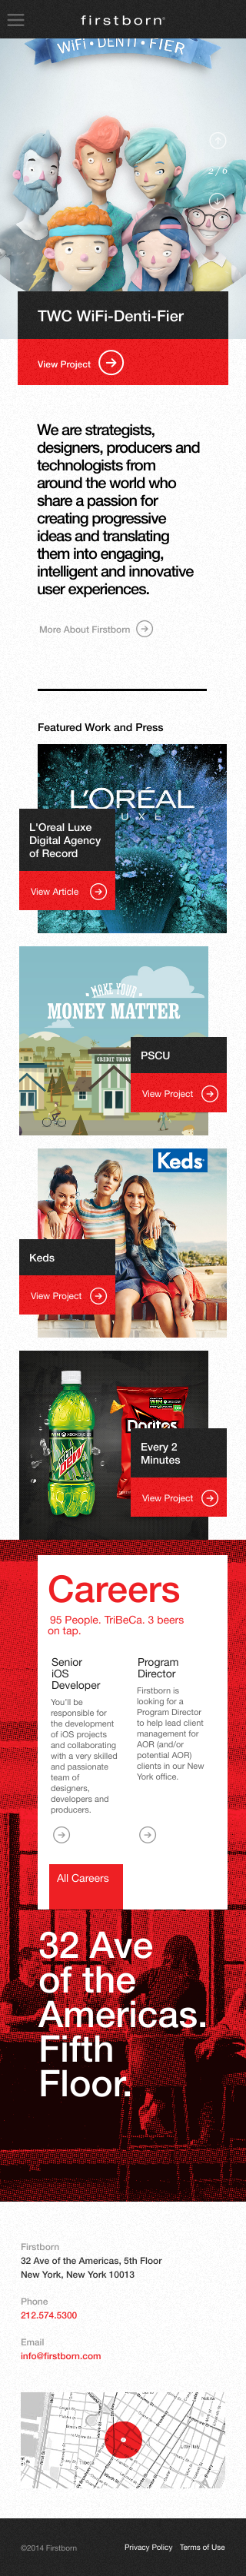 firstborn
WiFi - DENTI - FIER
2/6
TWC WiFi-Denti-Fier
View Project
We are strategists,
designers, producers and
technologists from
around the world who
share a passion for
creating progressive
ideas and translating
them into engaging,
intelligent and innovative
user experiences.
More About Firstborn
Featured Work and Press
L'ORÉAL
L'Oreal Luxe
Digital Agency
of Record
View Article
MAKE YOUR
MONEY MATTER
CREDIT UNION
PSCU
View Project
Keds
Keds
View Project
Doritos
Every 2
Minutes
View Project
Careers
95 People. TriBeCa. 3 beers
on tap.
Senior
iOS
Developer
You'll be
responsible for
the development
of iOS projects
and collaborating
with a very skilled
and passionate
team of
designers,
developers and
producers.
Program
Director
Firstborn is
looking for a
Program Director
to help lead client
management for
AOR (and/or
potential AOR)
clients in our New
York office.
All Careers
32 Ave
of the
Americas.
Fifth
Floor.
Firstborn
32 Ave of the Americas, 5th Floor
New York, New York 10013
Phone
212.574.5300
Email
info@firstborn.com
©2014 Firstborn
Privacy Policy Terms of Use